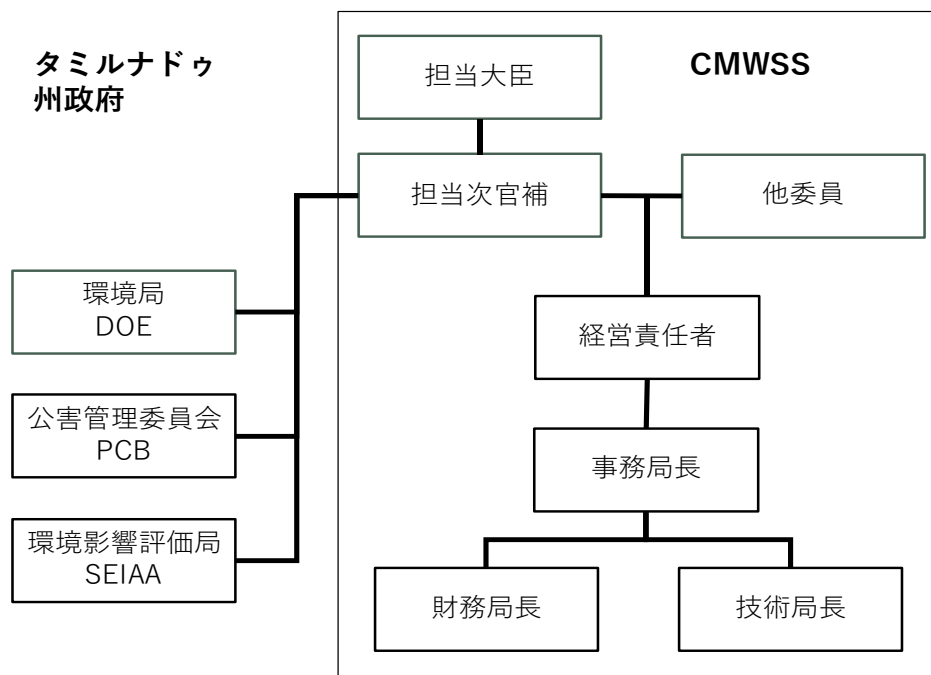 タミルナドゥ
州政府
CMWSS
担当大臣
担当次官補
他委員
環境局
DOE
経営責任者
公害管理委員会
PCB
事務局長
環境影響評価局
SEIAA
財務局長
技術局長